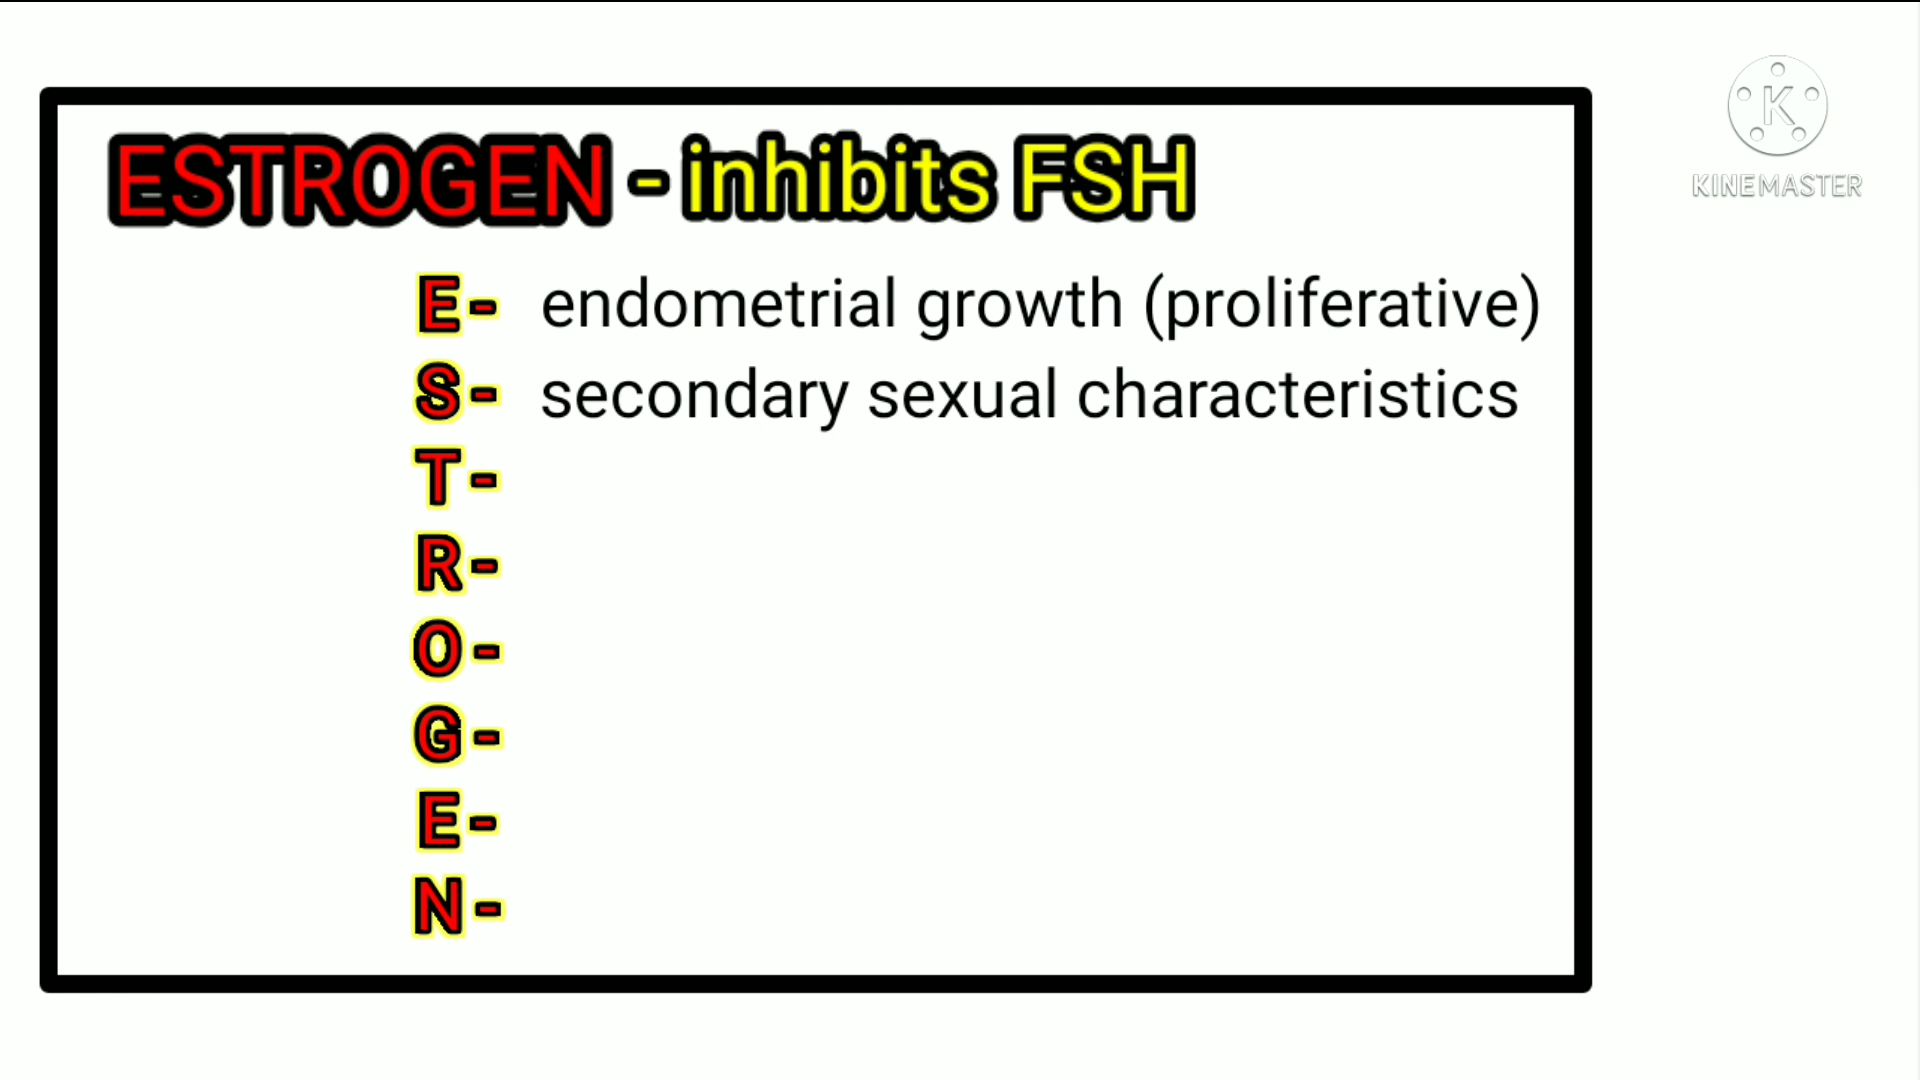 ESTROGEN - inhibits FSH
E - endometrial growth (proliferative)
S - secondary sexual characteristics
T -
R -
O -
G -
E -
N -
K
KINEMASTER